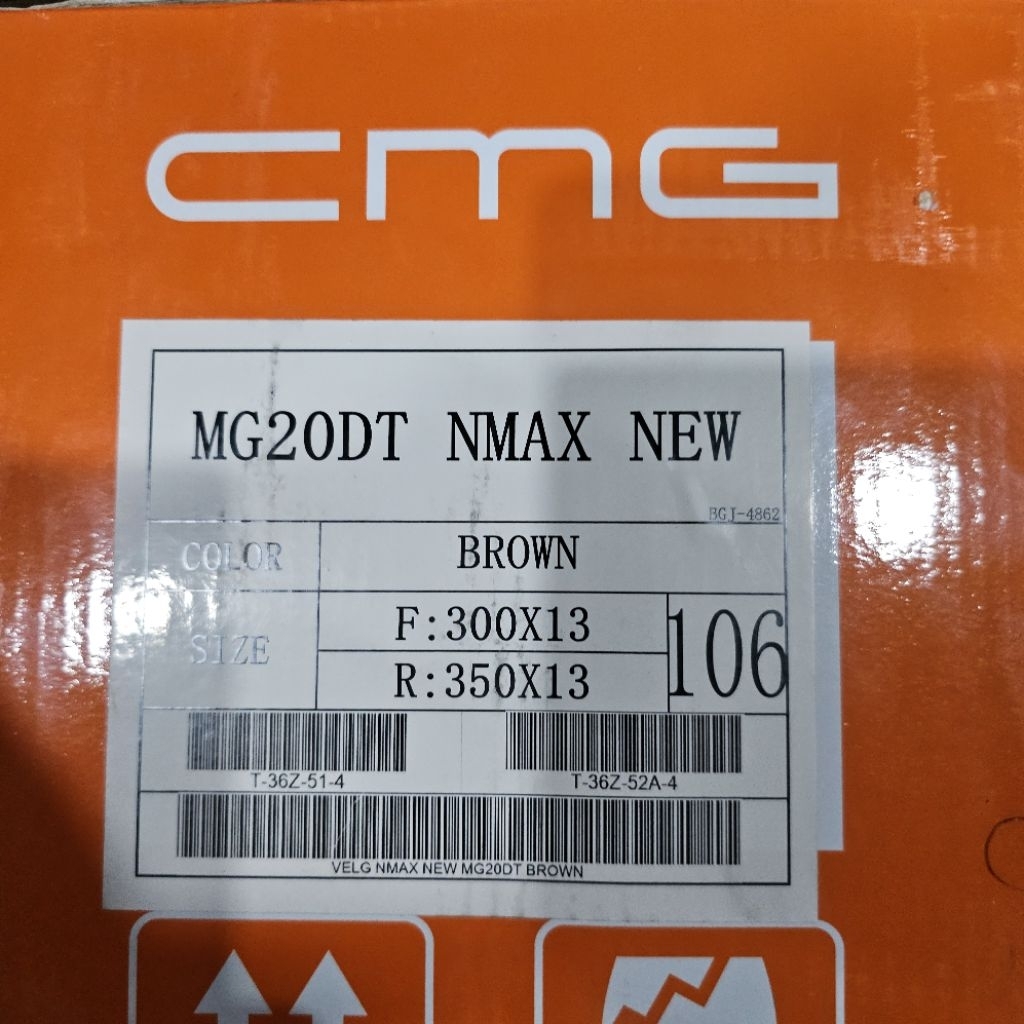 CMG
MG20DT NMAX NEW
BGJ-4862
COLOR BROWN
SIZE F:300X13 106
R:350X13
T-36Z-51-4 T-36Z-52A-4
VELG NMAX NEW MG20DT BROWN